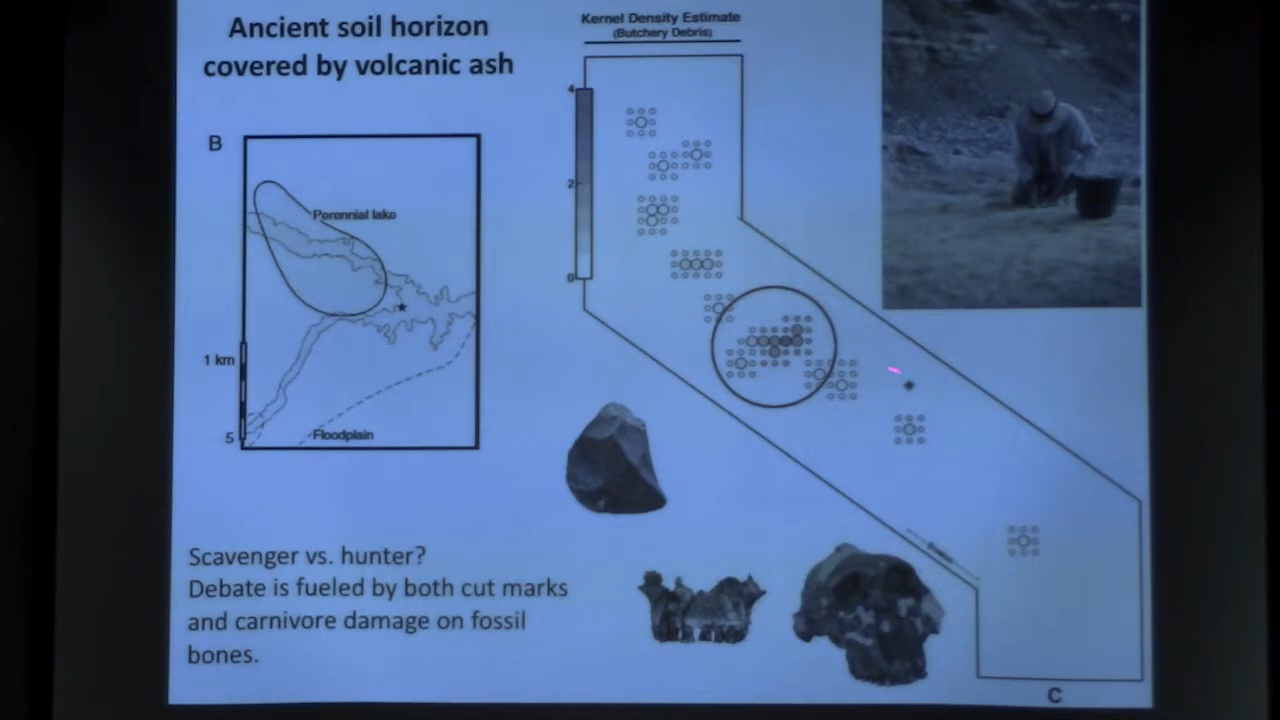 Ancient soil horizon
covered by volcanic ash
Kernel Density Estimate
(Butchery Debris)
4
2
0
B
Perennial lake
1 km
5
Floodplain
Scavenger vs. hunter?
Debate is fueled by both cut marks
and carnivore damage on fossil
bones.
C